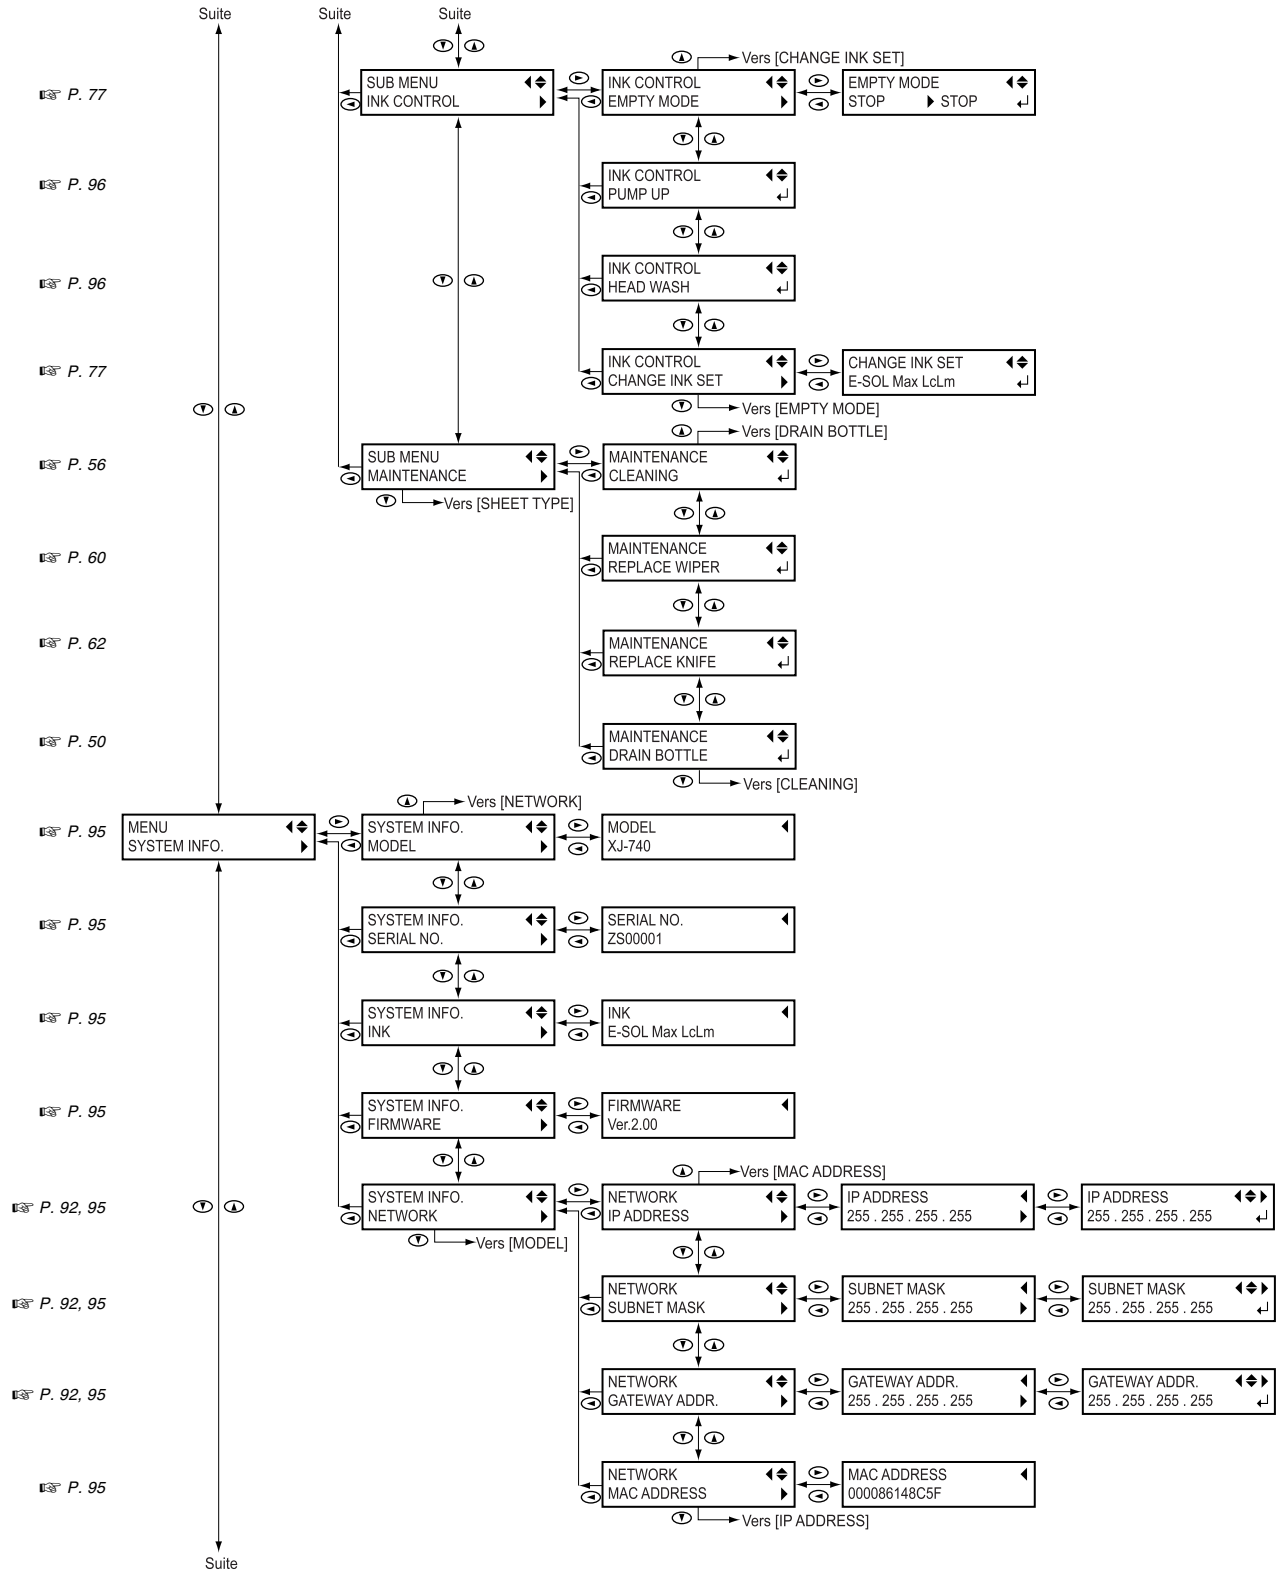 Suite
Suite
Suite
Vers [CHANGE INK SET]
P. 77
SUB MENU
INK CONTROL
INK CONTROL
EMPTY MODE
EMPTY MODE
STOP STOP
P. 96
INK CONTROL
PUMP UP
P. 96
INK CONTROL
HEAD WASH
P. 77
INK CONTROL
CHANGE INK SET
CHANGE INK SET
E-SOL Max LcLm
Vers [EMPTY MODE]
Vers [DRAIN BOTTLE]
P. 56
SUB MENU
MAINTENANCE
MAINTENANCE
CLEANING
Vers [SHEET TYPE]
P. 60
MAINTENANCE
REPLACE WIPER
P. 62
MAINTENANCE
REPLACE KNIFE
P. 50
MAINTENANCE
DRAIN BOTTLE
Vers [CLEANING]
Vers [NETWORK]
P. 95
MENU
SYSTEM INFO.
SYSTEM INFO.
MODEL
MODEL
XJ-740
P. 95
SYSTEM INFO.
SERIAL NO.
SERIAL NO.
ZS00001
P. 95
SYSTEM INFO.
INK
INK
E-SOL Max LcLm
P. 95
SYSTEM INFO.
FIRMWARE
FIRMWARE
Ver.2.00
Vers [MAC ADDRESS]
P. 92, 95
SYSTEM INFO.
NETWORK
NETWORK
IP ADDRESS
IP ADDRESS
255 . 255 . 255 . 255
IP ADDRESS
255 . 255 . 255 . 255
Vers [MODEL]
P. 92, 95
NETWORK
SUBNET MASK
SUBNET MASK
255 . 255 . 255 . 255
SUBNET MASK
255 . 255 . 255 . 255
P. 92, 95
NETWORK
GATEWAY ADDR.
GATEWAY ADDR.
255 . 255 . 255 . 255
GATEWAY ADDR.
255 . 255 . 255 . 255
P. 95
NETWORK
MAC ADDRESS
MAC ADDRESS
000086148C5F
Vers [IP ADDRESS]
Suite